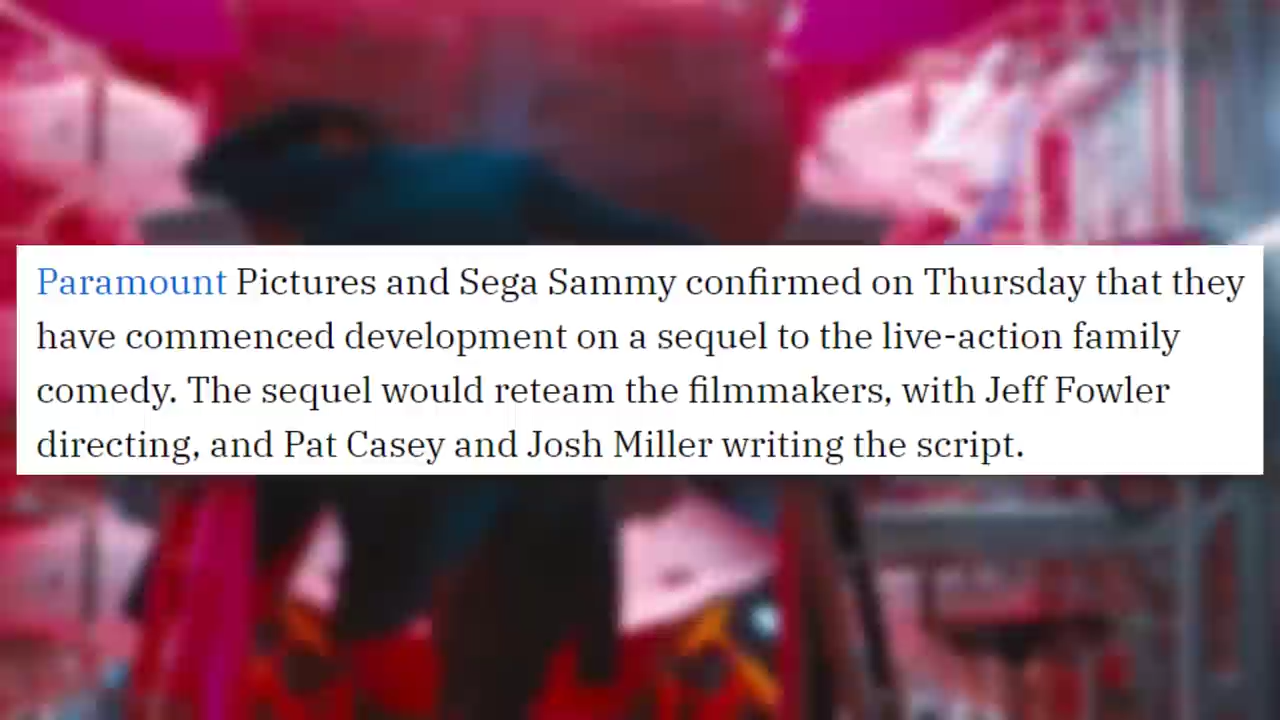 Paramount Pictures and Sega Sammy confirmed on Thursday that they
have commenced development on a sequel to the live-action family
comedy. The sequel would reteam the filmmakers, with Jeff Fowler
directing, and Pat Casey and Josh Miller writing the script.